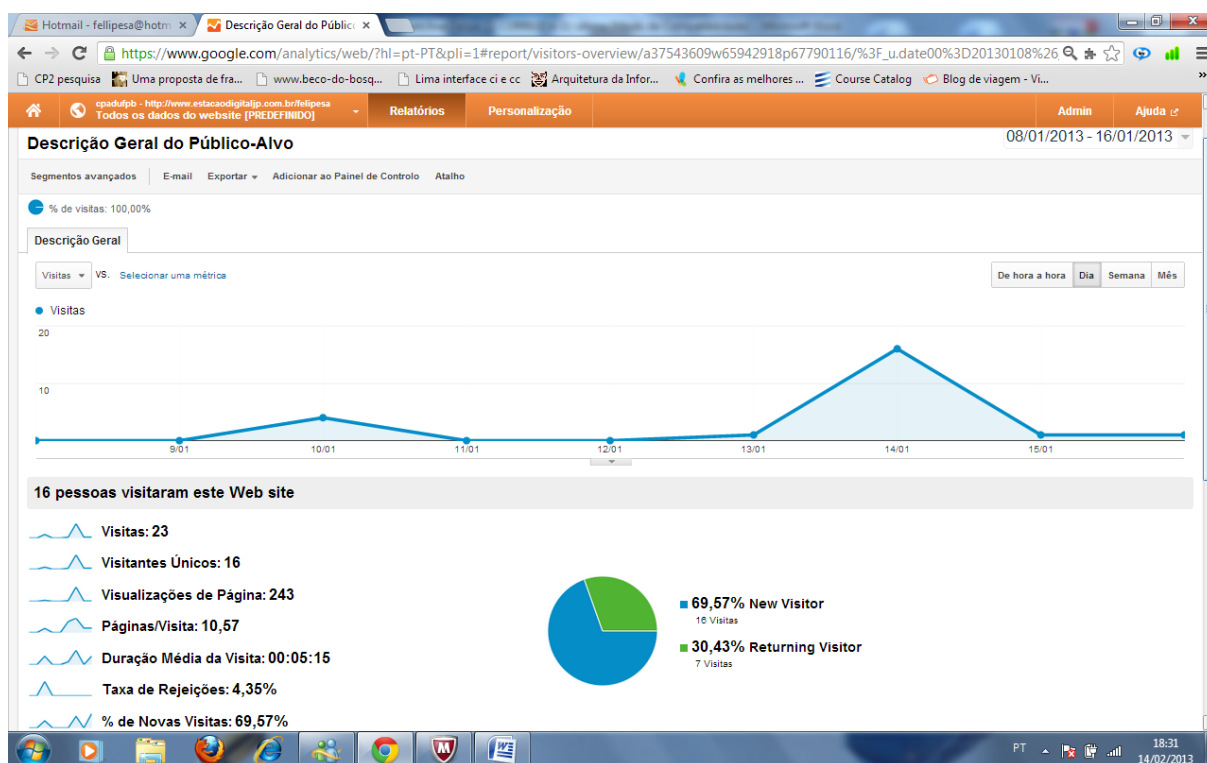 Hotmail - fellipesa@hotm
Descrição Geral do Públic
https://www.google.com/analytics/web/?hl=pt-PT&pli=1#report/visitors-overview/a37543609w65942918p67790116/%3F_u.date00%3D20130108%26
CP2 pesquisa Uma proposta de fra... www.beco-do-bosq... Lima interface ci e cc Arquitetura da Infor... Confira as melhores ... Course Catalog Blog de viagem - Vi... »
cpadufpb - http://www.estacaodigitaljp.com.br/felipesa
Todos os dados do website [PREDEFINIDO]
Relatórios Personalização Admin Ajuda
Descrição Geral do Público-Alvo
08/01/2013 - 16/01/2013
Segmentos avançados E-mail Exportar Adicionar ao Painel de Controlo Atalho
% de visitas: 100,00%
Descrição Geral
Visitas VS. Selecionar uma métrica
De hora a hora Dia Semana Mês
Visitas
20
10
9/01 10/01 11/01 12/01 13/01 14/01 15/01
16 pessoas visitaram este Web site
Visitas: 23
Visitantes Únicos: 16
Visualizações de Página: 243
Páginas/Visita: 10,57
Duração Média da Visita: 00:05:15
Taxa de Rejeições: 4,35%
% de Novas Visitas: 69,57%
69,57% New Visitor
16 Visitas
30,43% Returning Visitor
7 Visitas
PT
18:31
14/02/2013